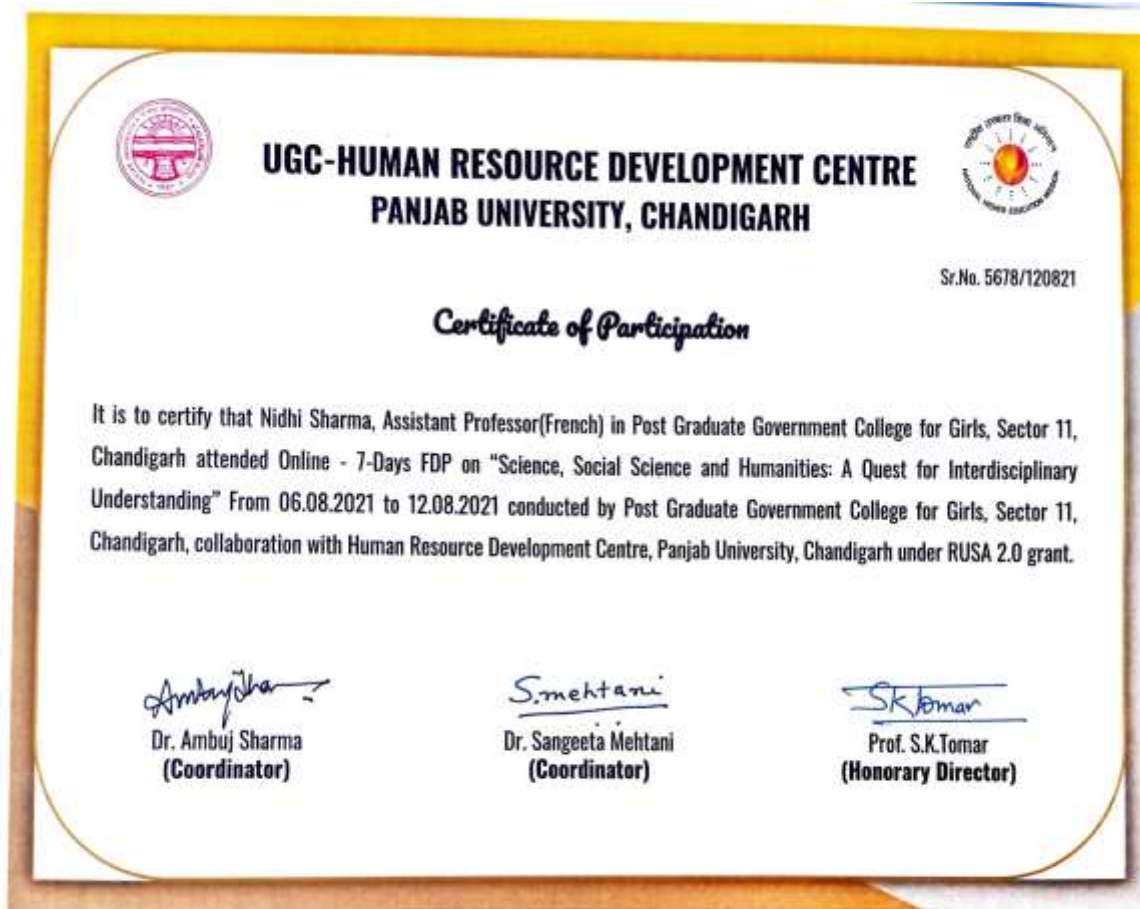 UGC-HUMAN RESOURCE DEVELOPMENT CENTRE
PANJAB UNIVERSITY, CHANDIGARH
NATIONAL HIGHER EDUCATION MISSION
Sr.No. 5678/120821
Certificate of Participation
It is to certify that Nidhi Sharma, Assistant Professor(French) in Post Graduate Government College for Girls, Sector 11,
Chandigarh attended Online - 7-Days FDP on “Science, Social Science and Humanities: A Quest for Interdisciplinary
Understanding” From 06.08.2021 to 12.08.2021 conducted by Post Graduate Government College for Girls, Sector 11,
Chandigarh, collaboration with Human Resource Development Centre, Panjab University, Chandigarh under RUSA 2.0 grant.
S.mehtani
SKTomar
Dr. Ambuj Sharma
(Coordinator)
Dr. Sangeeta Mehtani
(Coordinator)
Prof. S.K.Tomar
(Honorary Director)